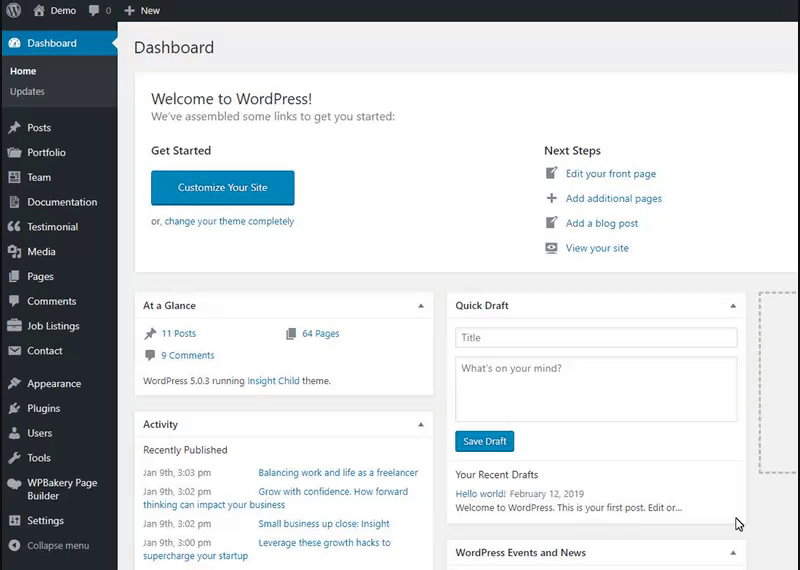 Demo 0 New
Dashboard
Home
Updates
Posts
Portfolio
Team
Documentation
Testimonial
Media
Pages
Comments
Job Listings
Contact
Appearance
Plugins
Users
Tools
WPBakery Page
Builder
Settings
Collapse menu
Dashboard
Welcome to WordPress!
We've assembled some links to get you started:
Get Started
Customize Your Site
or, change your theme completely
Next Steps
Edit your front page
Add additional pages
Add a blog post
View your site
At a Glance
11 Posts 64 Pages
9 Comments
WordPress 5.0.3 running Insight Child theme.
Activity
Recently Published
Jan 9th, 3:03 pm Balancing work and life as a freelancer
Jan 9th, 3:02 pm Grow with confidence. How forward
thinking can impact your business
Jan 9th, 3:02 pm Small business up close: Insight
Jan 9th, 3:00 pm Leverage these growth hacks to
supercharge your startup
Quick Draft
Title
What's on your mind?
Save Draft
Your Recent Drafts
Hello world! February 12, 2019
Welcome to WordPress. This is your first post. Edit or...
WordPress Events and News